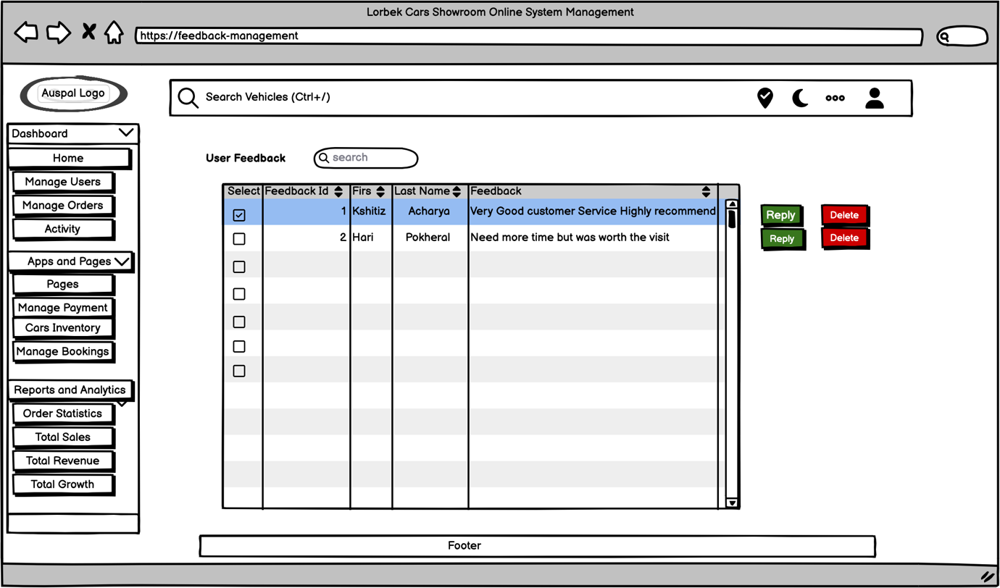 Lorbek Cars Showroom Online System Management
https://feedback-management
Auspal Logo
Search Vehicles (Ctrl+/)
Dashboard
Home
Manage Users
Manage Orders
Activity
Apps and Pages
Pages
Manage Payment
Cars Inventory
Manage Bookings
Reports and Analytics
Order Statistics
Total Sales
Total Revenue
Total Growth
User Feedback search
Select Feedback Id Firs Last Name Feedback
1 Kshitiz Acharya Very Good customer Service Highly recommend Reply Delete
2 Hari Pokheral Need more time but was worth the visit Reply Delete
Footer